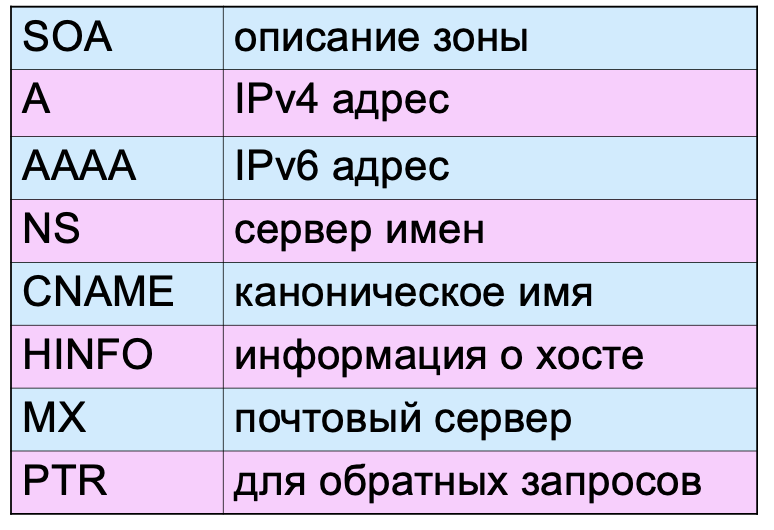 SOA описание зоны
A IPv4 адрес
AAAA IPv6 адрес
NS сервер имен
CNAME каноническое имя
HINFO информация о хосте
MX почтовый сервер
PTR для обратных запросов